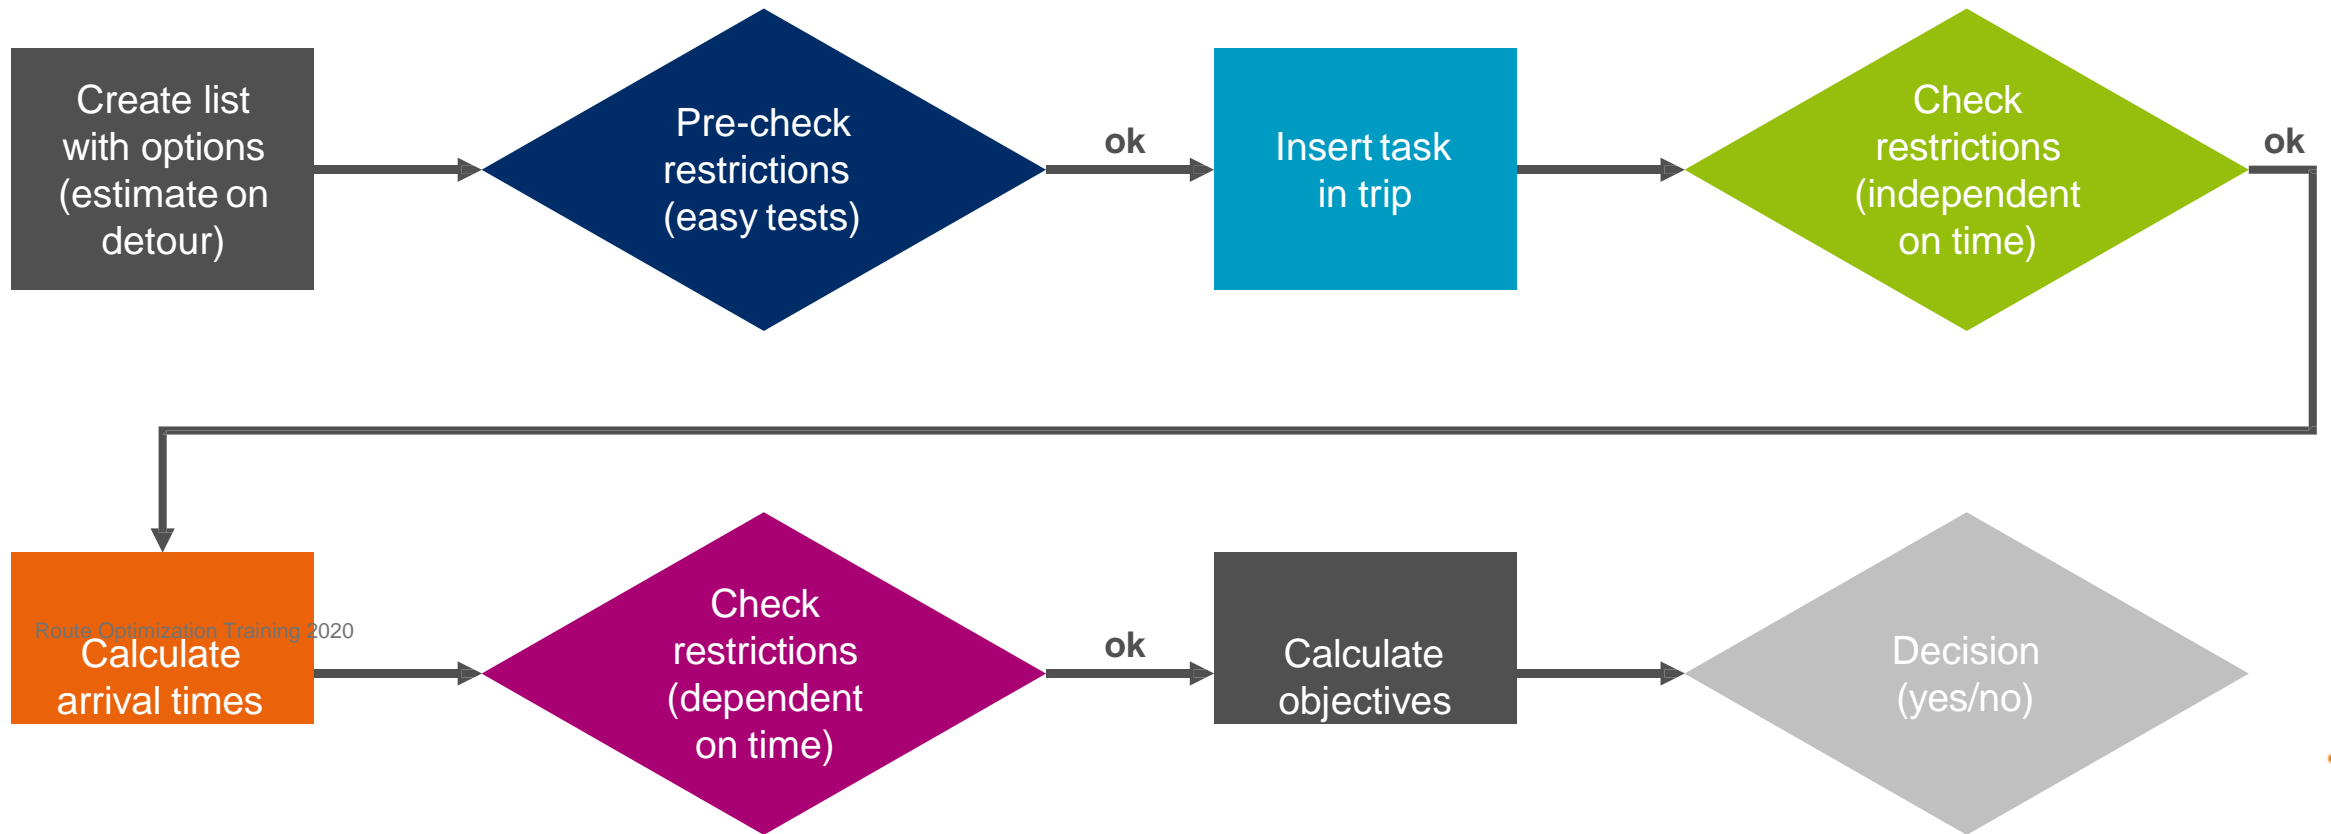 Create list
with options
(estimate on
detour)
Pre-check
restrictions
(easy tests)
ok
Insert task
in trip
Check
restrictions
(independent
on time)
ok
Route Optimization Training 2020
Calculate
arrival times
Check
restrictions
(dependent
on time)
ok
Calculate
objectives
Decision
(yes/no)